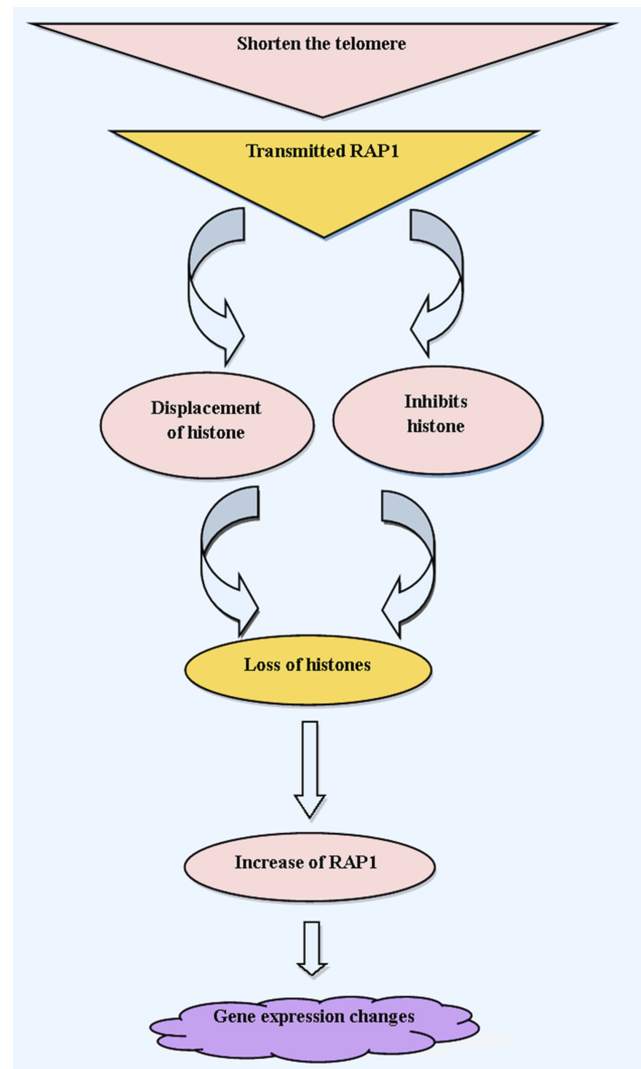 Shorten the telomere
Transmitted RAP1
Displacement
of histone
Inhibits
histone
Loss of histones
Increase of RAP1
Gene expression changes